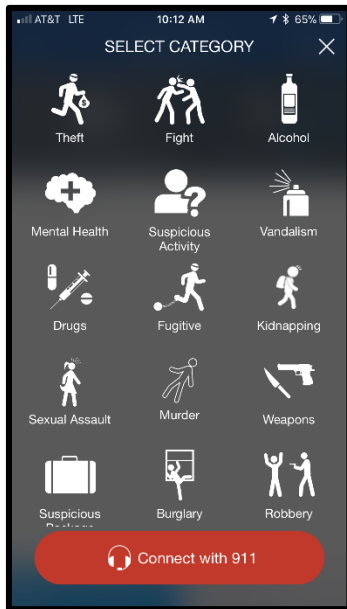 AT&T LTE 10:12 AM 65%
SELECT CATEGORY
Theft Fight Alcohol
Mental Health Suspicious Activity Vandalism
Drugs Fugitive Kidnapping
Sexual Assault Murder Weapons
Suspicious Package Burglary Robbery
Connect with 911